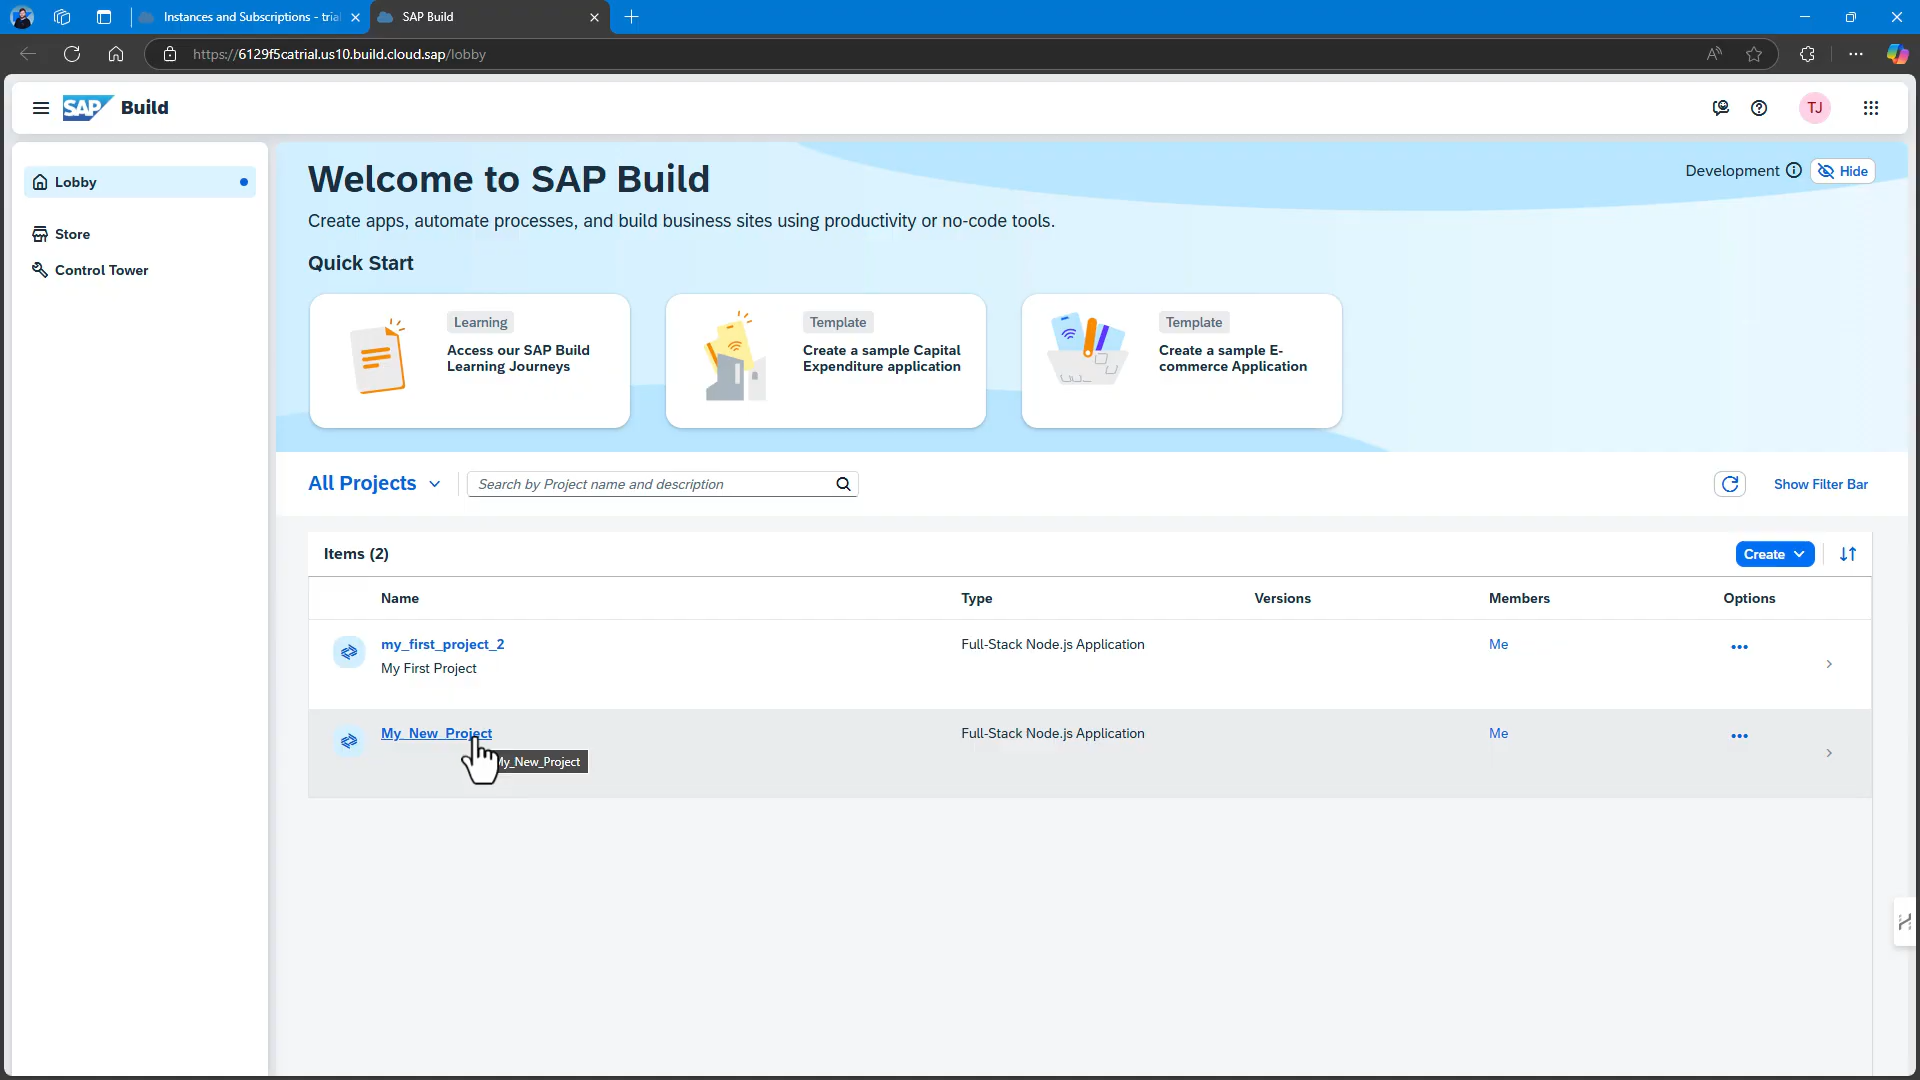 Instances and Subscriptions - trial
SAP Build
https://6129f5catrial.us10.build.cloud.sap/lobby
SAP Build
TJ
Lobby
Store
Control Tower
Welcome to SAP Build
Development
Hide
Create apps, automate processes, and build business sites using productivity or no-code tools.
Quick Start
Learning
Access our SAP Build
Learning Journeys
Template
Create a sample Capital
Expenditure application
Template
Create a sample E-
commerce Application
All Projects
Search by Project name and description
Show Filter Bar
Items (2)
Create
Name Type Versions Members Options
my_first_project_2 Full-Stack Node.js Application Me
My First Project
My_New_Project Full-Stack Node.js Application Me
My_New_Project